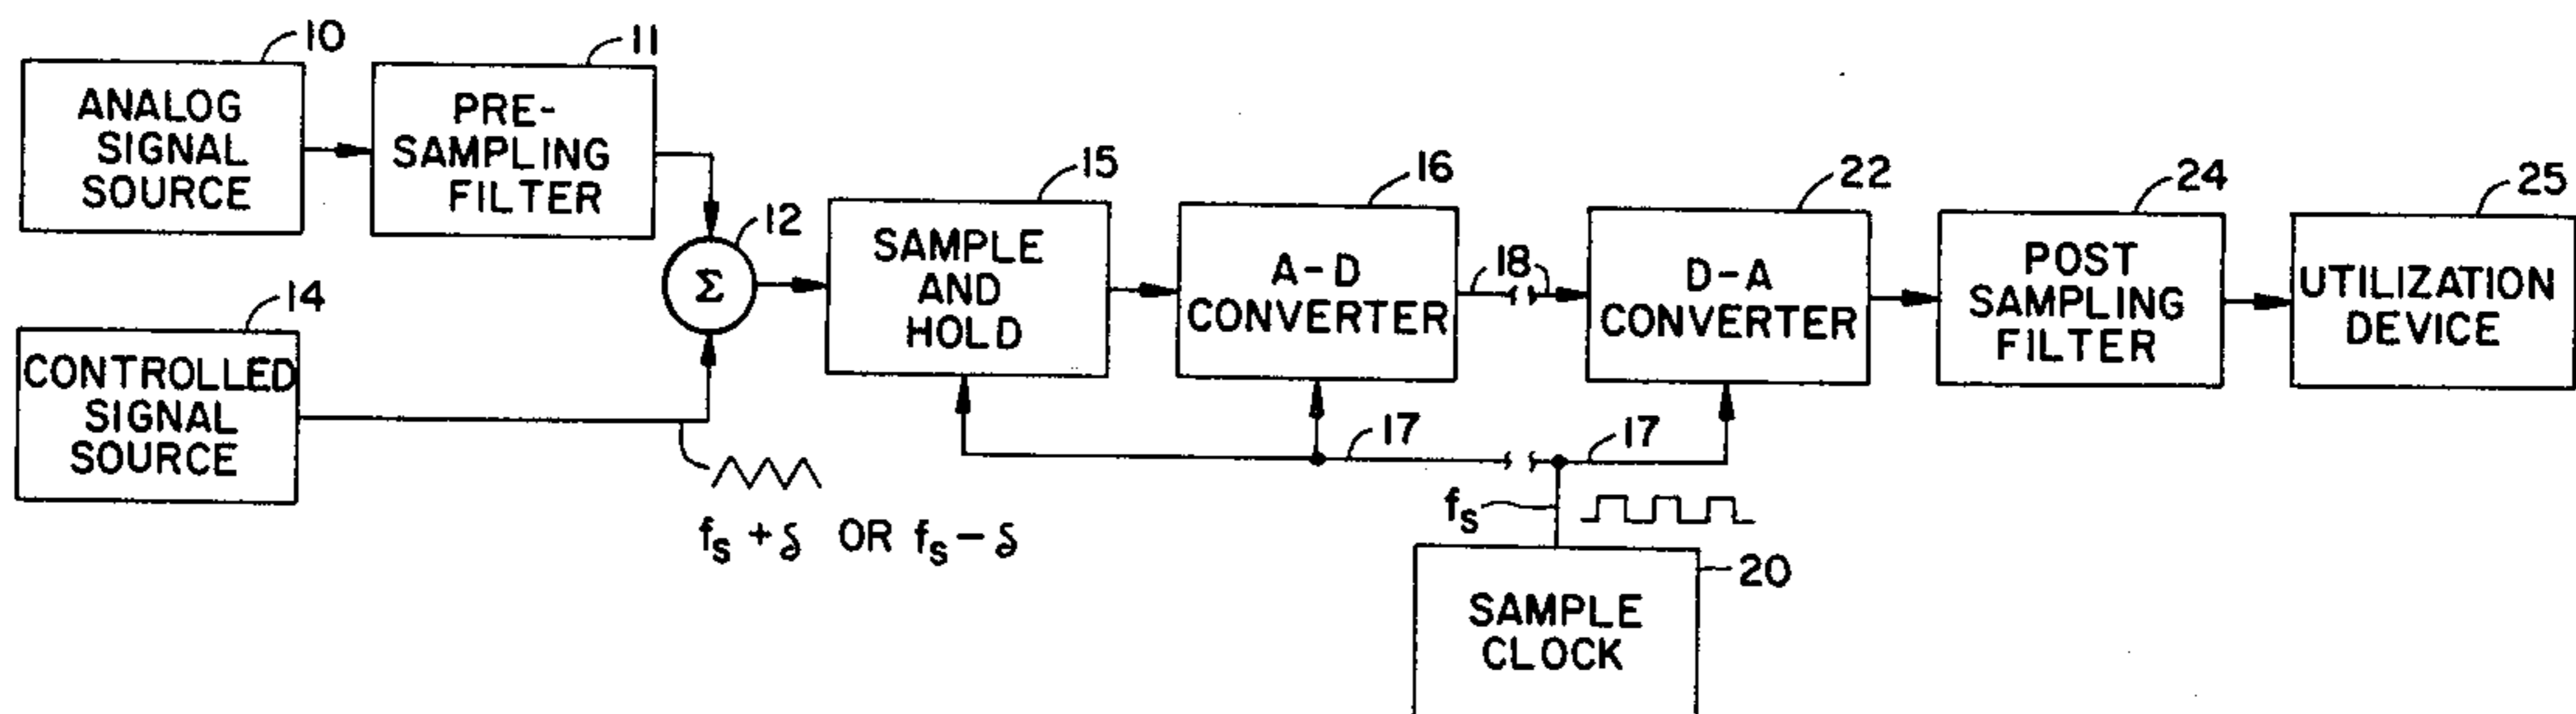 10
ANALOG
SIGNAL
SOURCE
11
PRE-
SAMPLING
FILTER
12
Σ
14
CONTROLLED
SIGNAL
SOURCE
fs + δ OR fs - δ
15
SAMPLE
AND
HOLD
16
A-D
CONVERTER
18
22
D-A
CONVERTER
24
POST
SAMPLING
FILTER
25
UTILIZATION
DEVICE
17
17
fs
20
SAMPLE
CLOCK